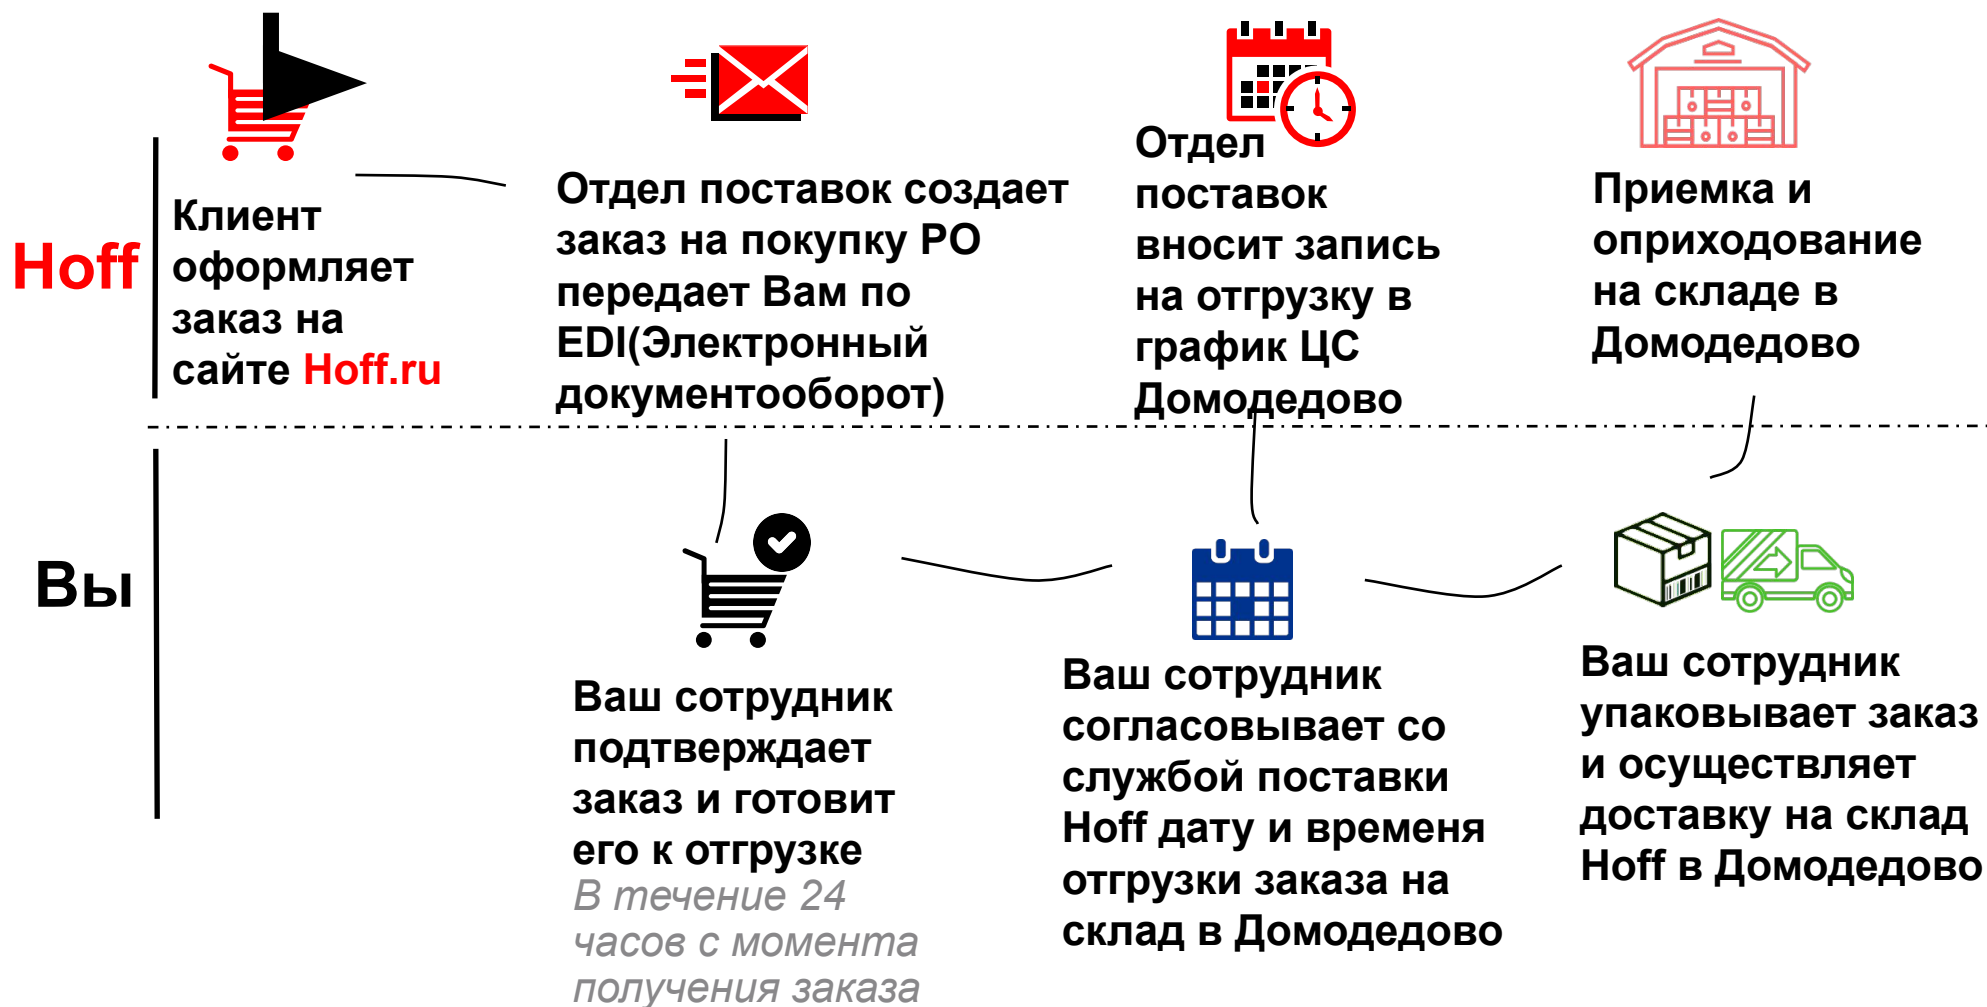 Hoff
Клиент
оформляет
заказ на
сайте Hoff.ru
Отдел поставок создает
заказ на покупку РО
передает Вам по
EDI(Электронный
документооборот)
Отдел
поставок
вносит запись
на отгрузку в
график ЦС
Домодедово
Приемка и
оприходование
на складе в
Домодедово
Вы
Ваш сотрудник
подтверждает
заказ и готовит
его к отгрузке
В течение 24
часов с момента
получения заказа
Ваш сотрудник
согласовывает со
службой поставки
Hoff дату и временя
отгрузки заказа на
склад в Домодедово
Ваш сотрудник
упаковывает заказ
и осуществляет
доставку на склад
Hoff в Домодедово